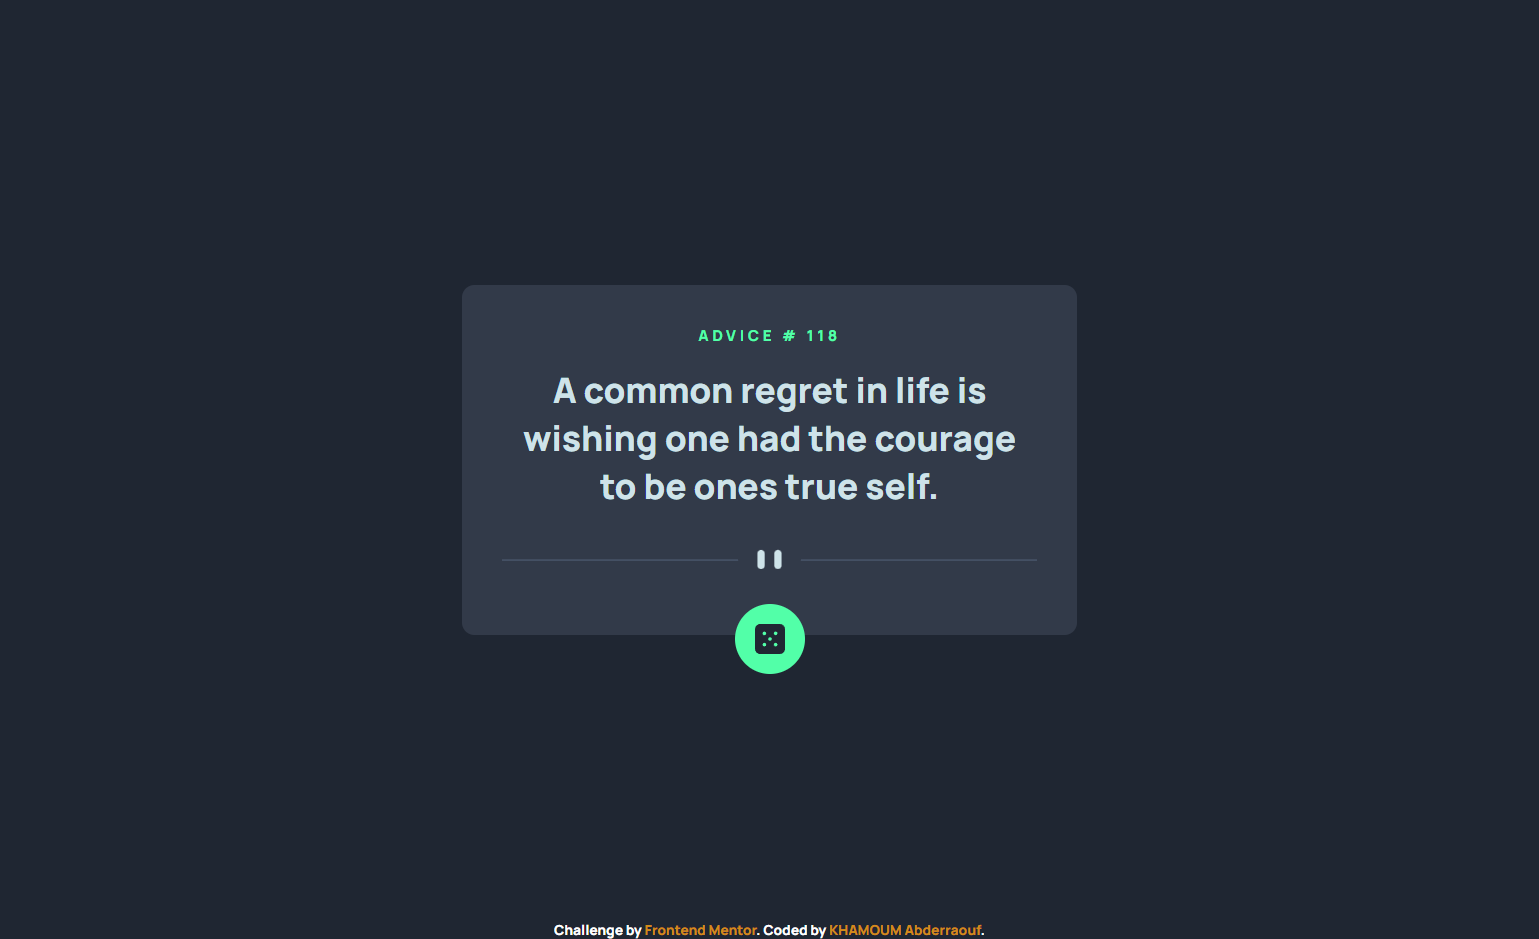 ADVICE # 118
A common regret in life is
wishing one had the courage
to be ones true self.
Challenge by Frontend Mentor. Coded by KHAMOUM Abderraouf.